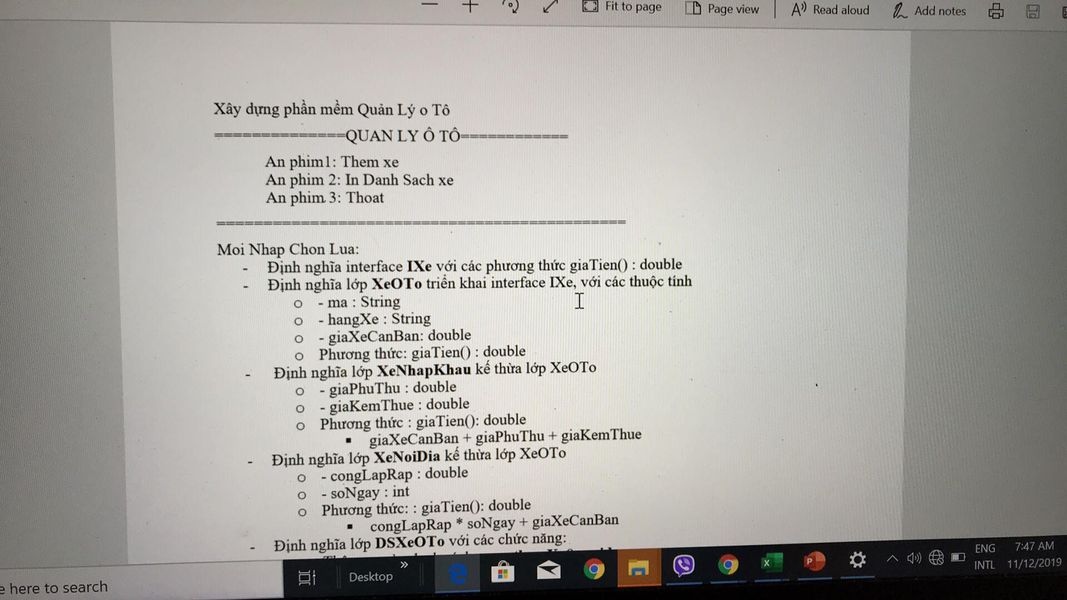 Fit to page
Page view
Read aloud
Add notes
Xây dựng phần mềm Quản Lý o Tô
==============QUAN LY Ô TÔ============
An phim1: Them xe
An phim 2: In Danh Sach xe
An phim 3: Thoat
============================================
Moi Nhap Chon Lua:
- Định nghĩa interface IXe với các phương thức giaTien() : double
- Định nghĩa lớp XeOTo triển khai interface IXe, với các thuộc tính
o - ma : String
o - hangXe : String
o - giaXeCanBan: double
o Phương thức: giaTien() : double
- Định nghĩa lớp XeNhapKhau kế thừa lớp XeOTo
o - giaPhuThu : double
o - giaKemThue : double
o Phương thức : giaTien(): double
▪ giaXeCanBan + giaPhuThu + giaKemThue
- Định nghĩa lớp XeNoiDia kế thừa lớp XeOTo
o - congLapRap : double
o - soNgay : int
o Phương thức: : giaTien(): double
▪ congLapRap * soNgay + giaXeCanBan
- Định nghĩa lớp DSXeOTo với các chức năng:
here to search
Desktop
ENG
INTL
7:47 AM
11/12/2019